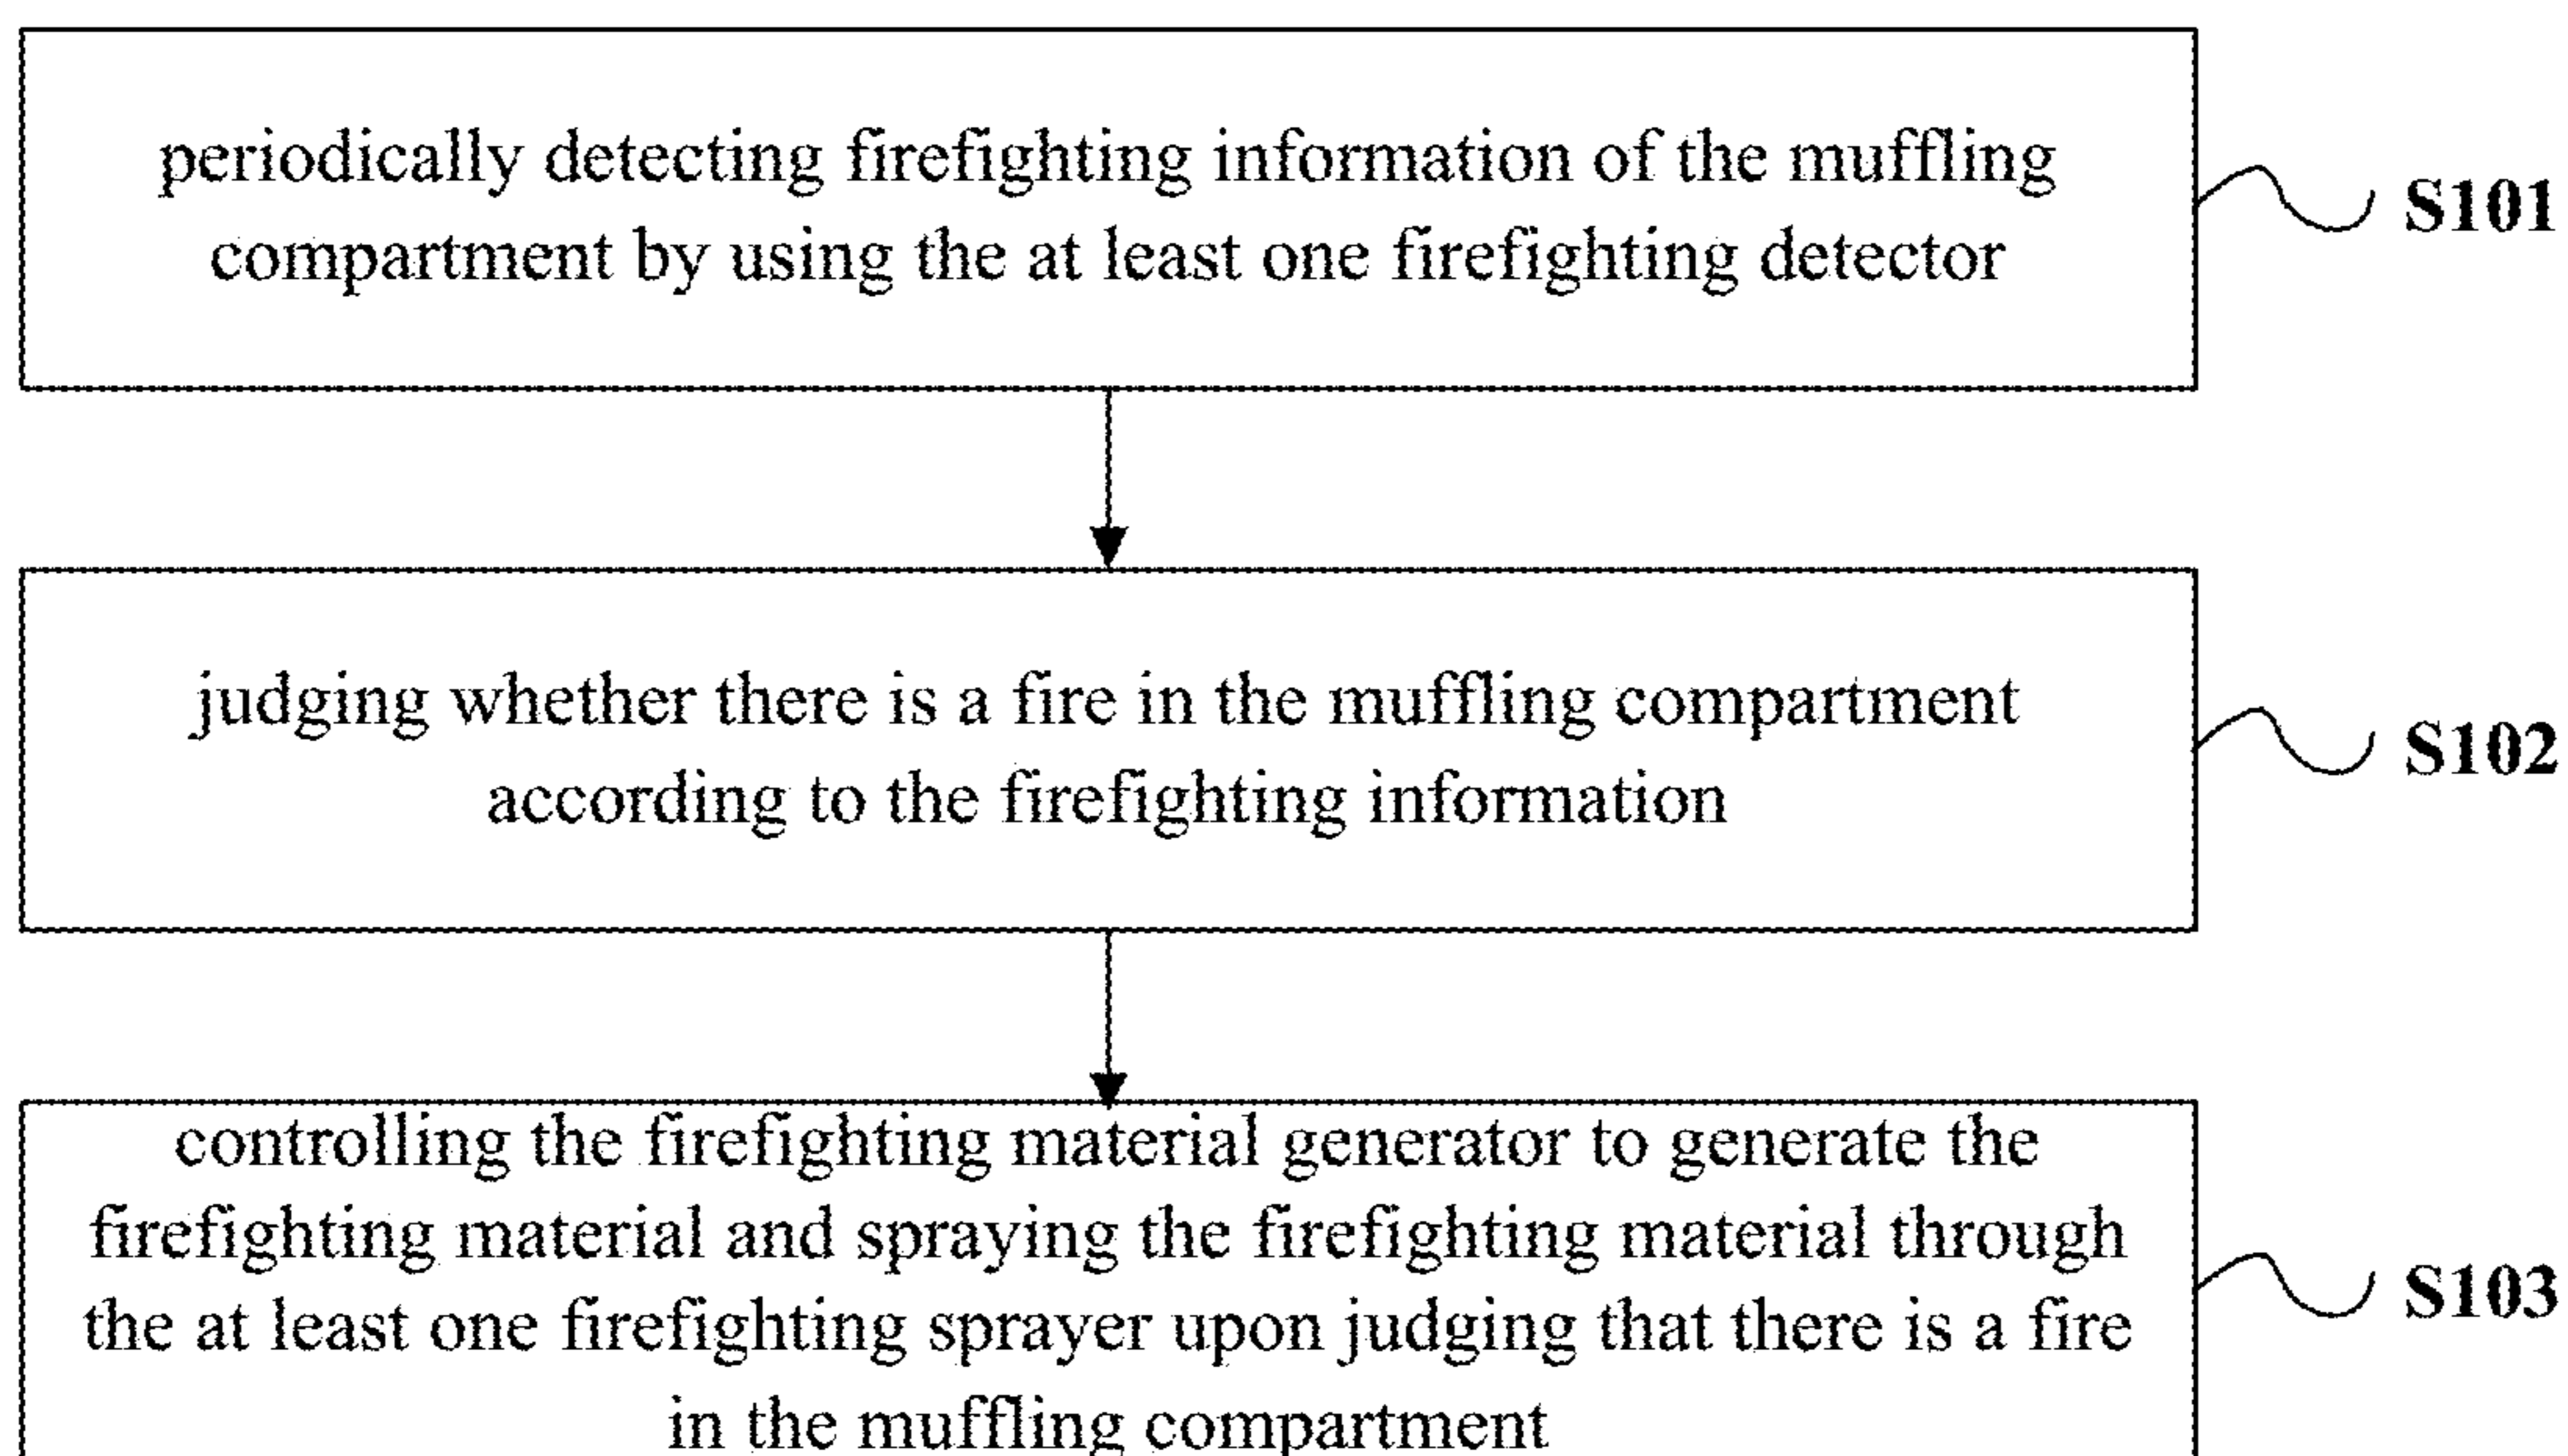 periodically detecting firefighting information of the muffling
compartment by using the at least one firefighting detector
S101
judging whether there is a fire in the muffling compartment
according to the firefighting information
S102
controlling the firefighting material generator to generate the
firefighting material and spraying the firefighting material through
the at least one firefighting sprayer upon judging that there is a fire
in the muffling compartment
S103